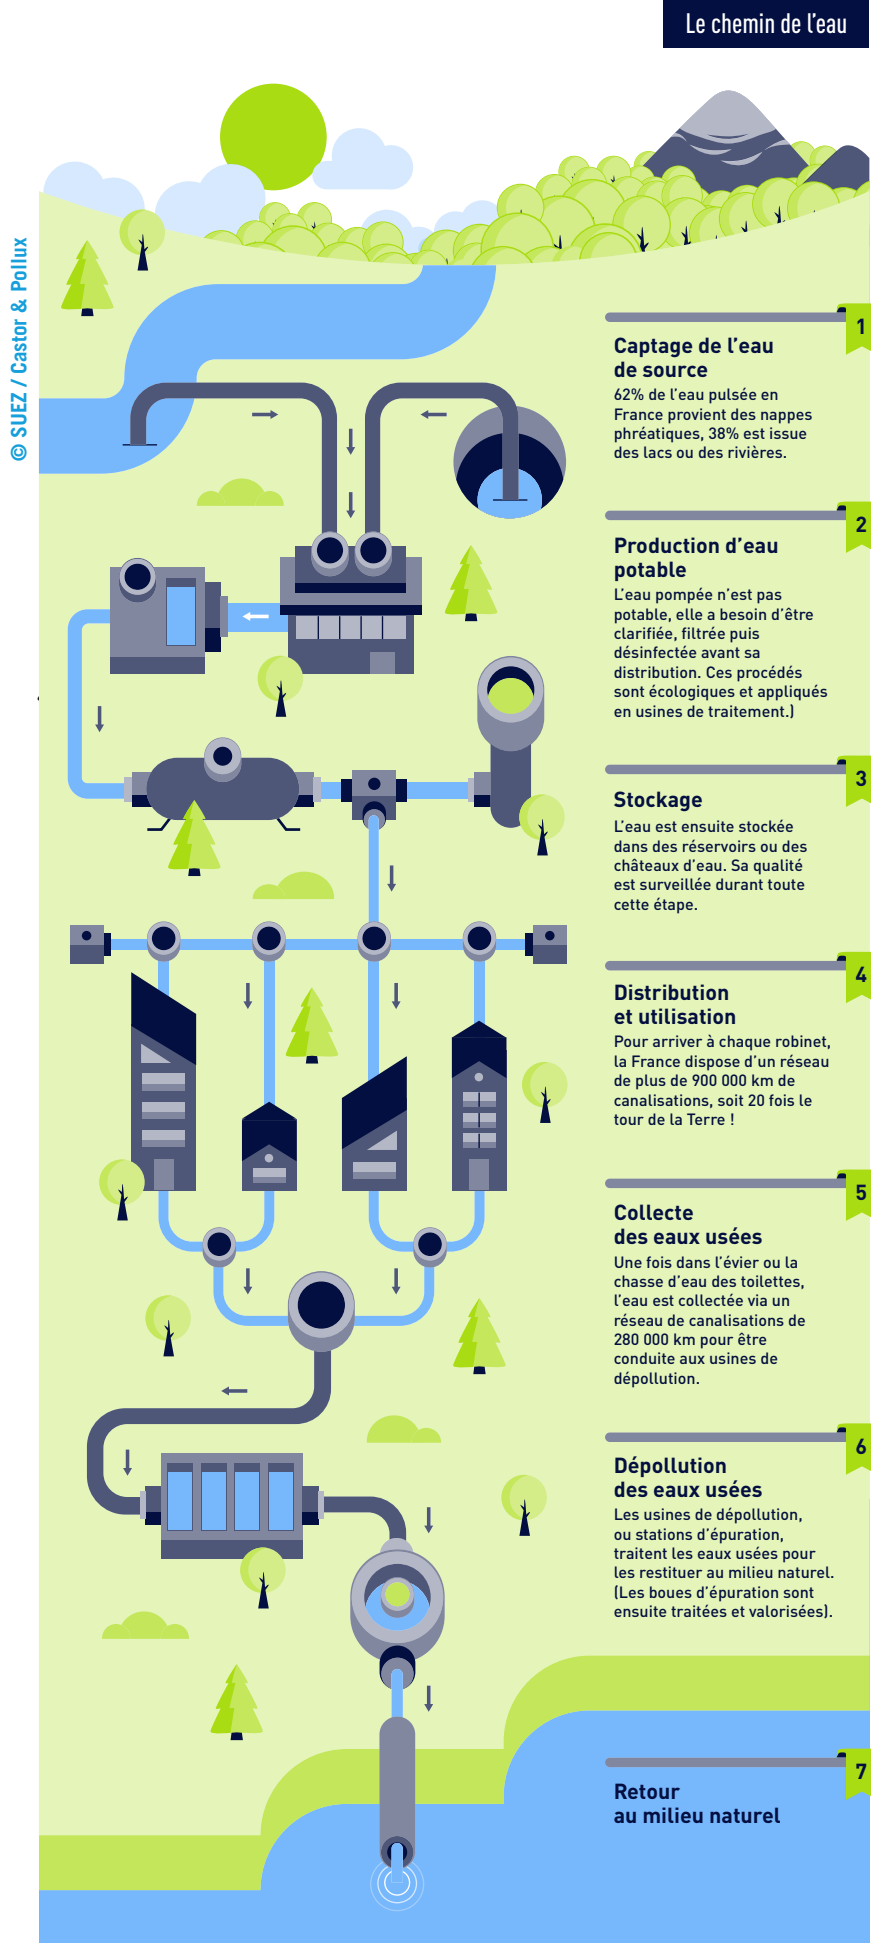 Le chemin de l’eau
© SUEZ / Castor & Pollux
1
Captage de l’eau
de source
62% de l’eau pulsée en
France provient des nappes
phréatiques, 38% est issue
des lacs ou des rivières.
2
Production d’eau
potable
L’eau pompée n’est pas
potable, elle a besoin d’être
clarifiée, filtrée puis
désinfectée avant sa
distribution. Ces procédés
sont écologiques et appliqués
en usines de traitement.)
3
Stockage
L’eau est ensuite stockée
dans des réservoirs ou des
châteaux d’eau. Sa qualité
est surveillée durant toute
cette étape.
4
Distribution
et utilisation
Pour arriver à chaque robinet,
la France dispose d’un réseau
de plus de 900 000 km de
canalisations, soit 20 fois le
tour de la Terre !
5
Collecte
des eaux usées
Une fois dans l’évier ou la
chasse d’eau des toilettes,
l’eau est collectée via un
réseau de canalisations de
280 000 km pour être
conduite aux usines de
dépollution.
6
Dépollution
des eaux usées
Les usines de dépollution,
ou stations d’épuration,
traitent les eaux usées pour
les restituer au milieu naturel.
(Les boues d’épuration sont
ensuite traitées et valorisées).
7
Retour
au milieu naturel